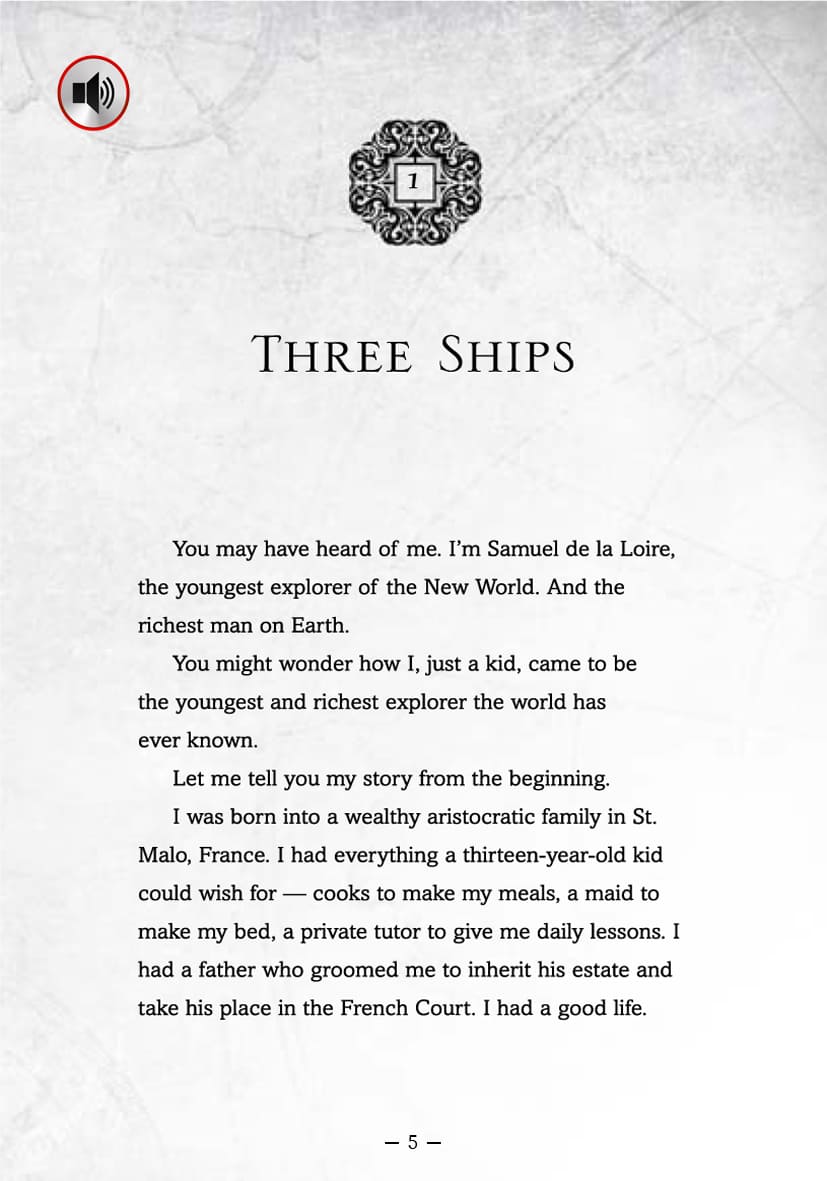 1
THREE SHIPS
You may have heard of me. I’m Samuel de la Loire,
the youngest explorer of the New World. And the
richest man on Earth.
You might wonder how I, just a kid, came to be
the youngest and richest explorer the world has
ever known.
Let me tell you my story from the beginning.
I was born into a wealthy aristocratic family in St.
Malo, France. I had everything a thirteen-year-old kid
could wish for — cooks to make my meals, a maid to
make my bed, a private tutor to give me daily lessons. I
had a father who groomed me to inherit his estate and
take his place in the French Court. I had a good life.
— 5 —